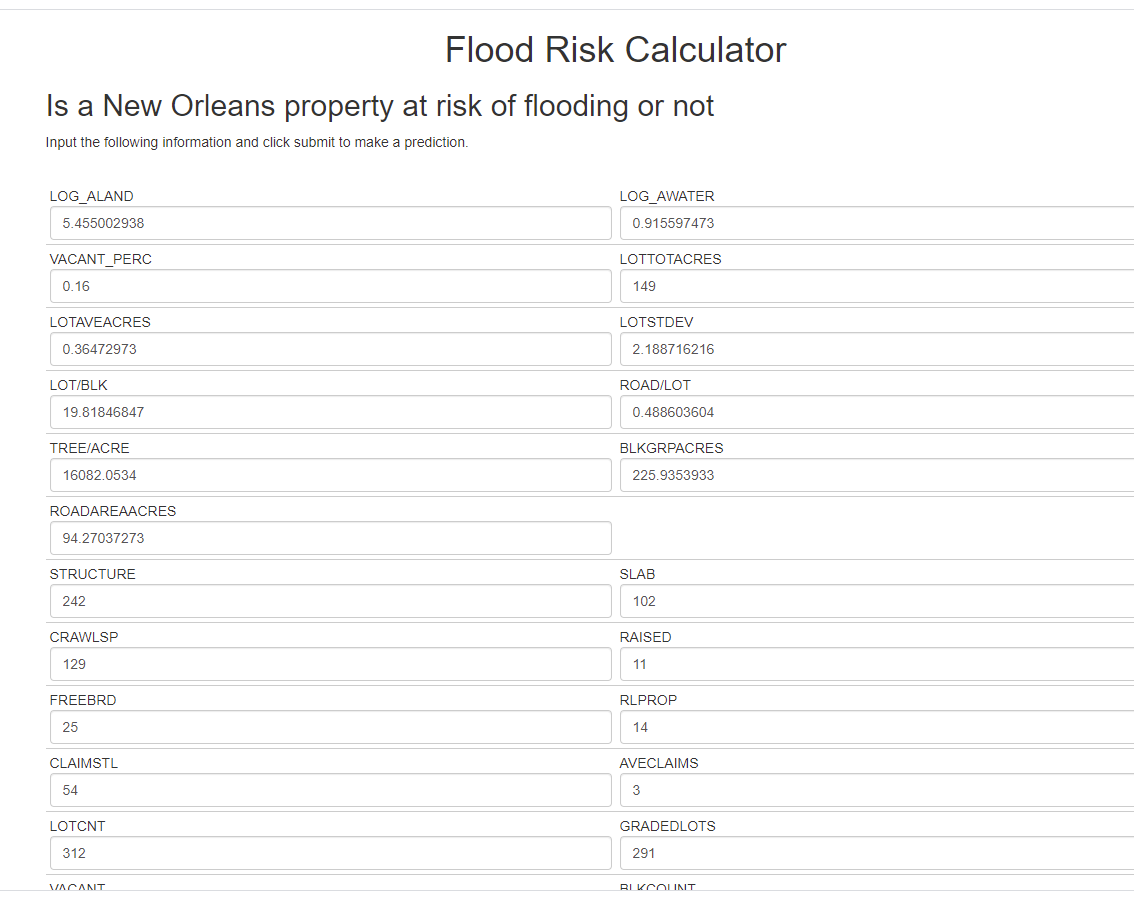 Flood Risk Calculator
Is a New Orleans property at risk of flooding or not
Input the following information and click submit to make a prediction.
LOG_ALAND LOG_AWATER
5.455002938 0.915597473
VACANT_PERC LOTTOTACRES
0.16 149
LOTAVEACRES LOTSTDEV
0.36472973 2.188716216
LOT/BLK ROAD/LOT
19.81846847 0.488603604
TREE/ACRE BLKGRPACRES
16082.0534 225.9353933
ROADAREAACRES
94.27037273
STRUCTURE SLAB
242 102
CRAWLSP RAISED
129 11
FREEBRD RLPROP
25 14
CLAIMSTL AVECLAIMS
54 3
LOTCNT GRADEDLOTS
312 291
VACANT BLKCOUNT